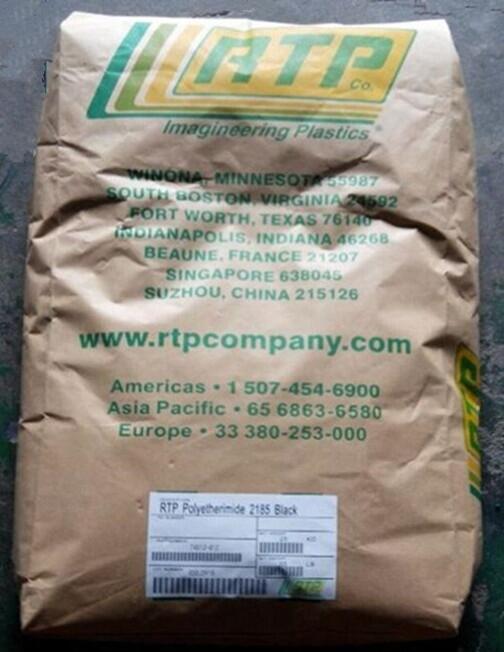 RTP
Co.
Imagineering Plastics®
WINONA, MINNESOTA 55987
SOUTH BOSTON, VIRGINIA 24592
FORT WORTH, TEXAS 76140
INDIANAPOLIS, INDIANA 46268
BEAUNE, FRANCE 21207
SINGAPORE 638045
SUZHOU, CHINA 215126
www.rtpcompany.com
Americas • 1 507-454-6900
Asia Pacific • 65 6863-6580
Europe • 33 380-253-000
RTP
RTP Polyetherimide 2185 Black
RTP